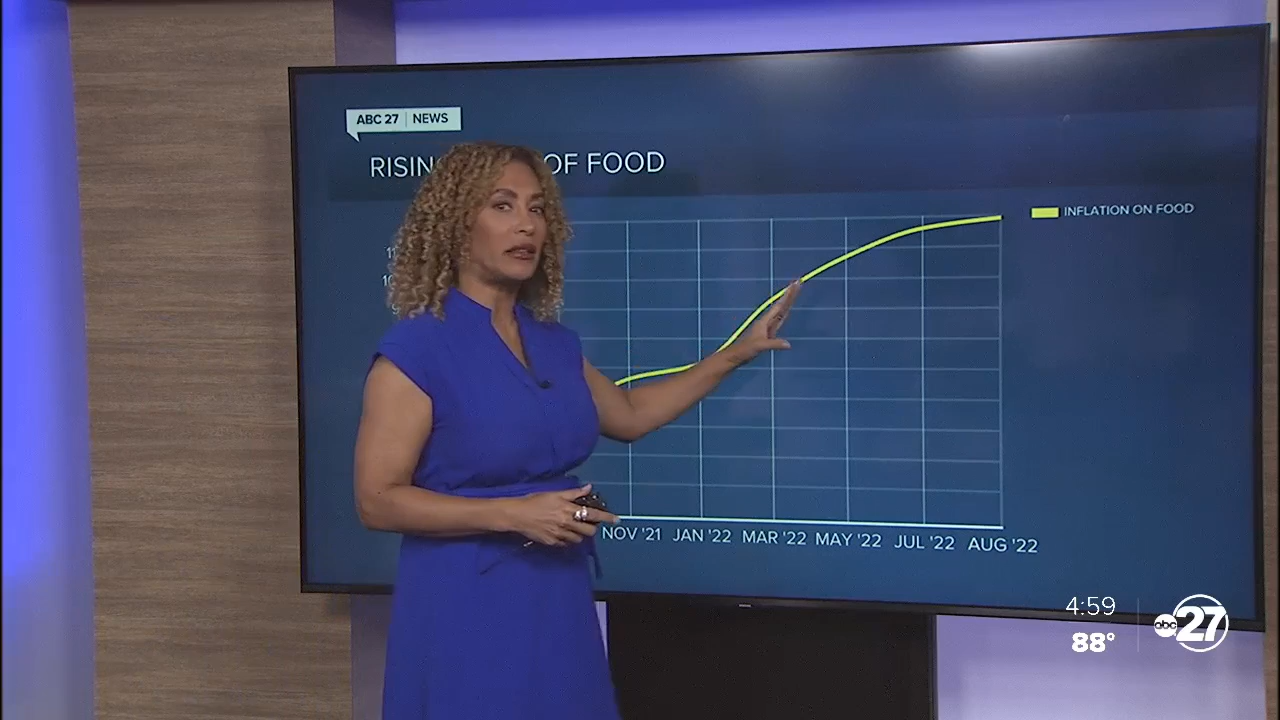 ABC 27 | NEWS
RISIN OF FOOD
INFLATION ON FOOD
NOV '21 JAN '22 MAR '22 MAY '22 JUL '22 AUG '22
4:59
88°
abc 27